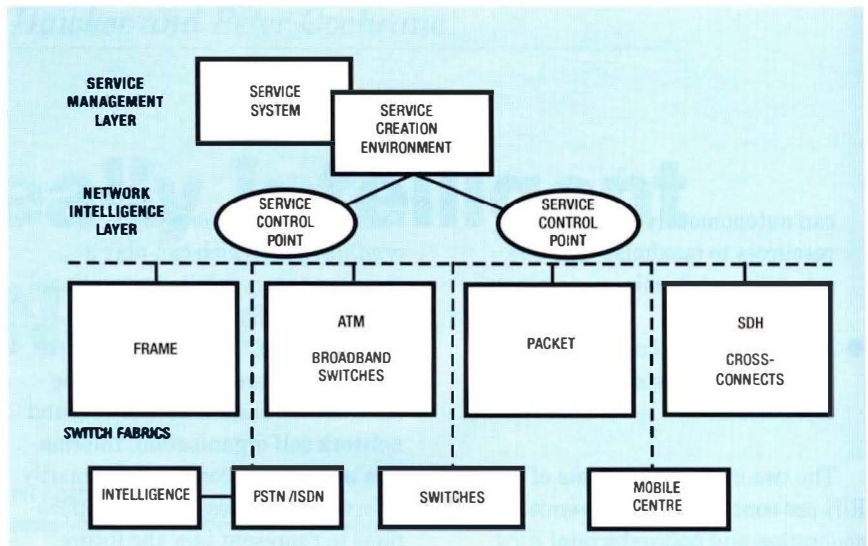 SERVICE
MANAGEMENT
LAYER
SERVICE
SYSTEM
SERVICE
CREATION
ENVIRONMENT
NETWORK
INTELLIGENCE
LAYER
SERVICE
CONTROL
POINT
SERVICE
CONTROL
POINT
FRAME
ATM
BROADBAND
SWITCHES
PACKET
SDH
CROSS-
CONNECTS
SWITCH FABRICS
INTELLIGENCE
PSTN /ISDN
SWITCHES
MOBILE
CENTRE